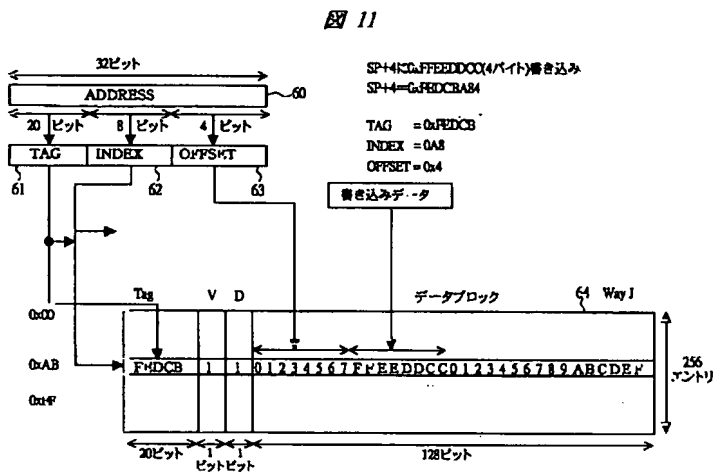 図 11
32ビット
SP+4に0xFFEEDDCC(4バイト)書き込み
SP+4=0xFEDCBA84
ADDRESS
60
20 ビット
8 ビット
4 ビット
TAG = 0xFEDCB
INDEX = 0A8
OFFSET = 0x4
TAG
INDEX
OFFSET
61
62
63
書き込みデータ
Tag
V
D
データブロック
64
Way 1
0x00
0xAB
FEDCB
1
1
0 1 2 3 4 5 6 7 F F E E D D C C 0 1 2 3 4 5 6 7 8 9 A B C D E F
256
エントリ
20ビット
1
ビット
1
ビット
128ビット